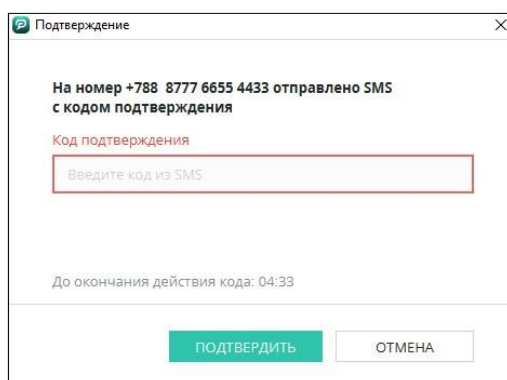 Подтверждение
На номер +788 8777 6655 4433 отправлено SMS
с кодом подтверждения
Код подтверждения
Введите код из SMS
До окончания действия кода: 04:33
ПОДТВЕРДИТЬ
ОТМЕНА